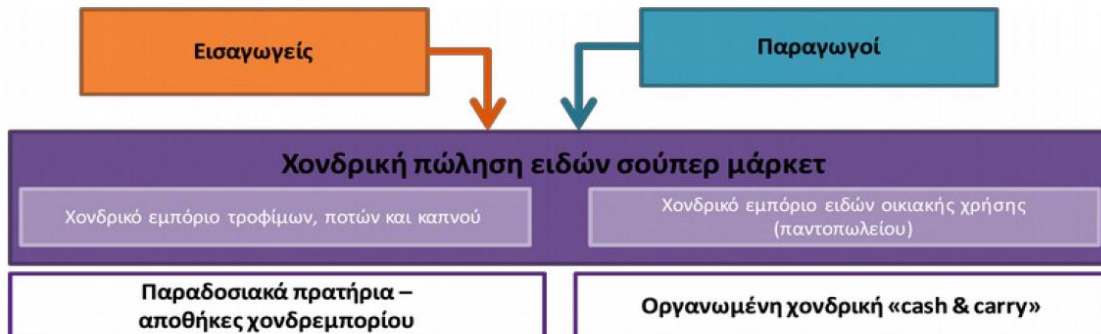 Εισαγωγείς
Παραγωγοί
Χονδρική πώληση ειδών σούπερ μάρκετ
Χονδρικό εμπόριο τροφίμων, ποτών και καπνού
Χονδρικό εμπόριο ειδών οικιακής χρήσης
(παντοπωλείου)
Παραδοσιακά πρατήρια –
αποθήκες χονδρεμπορίου
Οργανωμένη χονδρική «cash & carry»